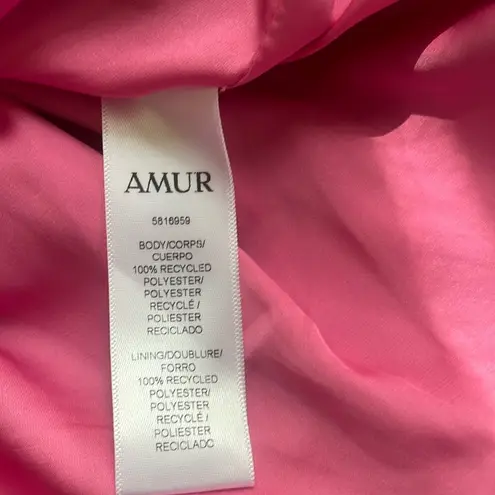 AMUR
5816959
BODY/CORPS/
CUERPO
100% RECYCLED
POLYESTER/
POLYESTER
RECYCLÉ /
POLIESTER
RECICLADO
LINING/DOUBLURE/
FORRO
100% RECYCLED
POLYESTER/
POLYESTER
RECYCLÉ /
POLIESTER
RECICLADO